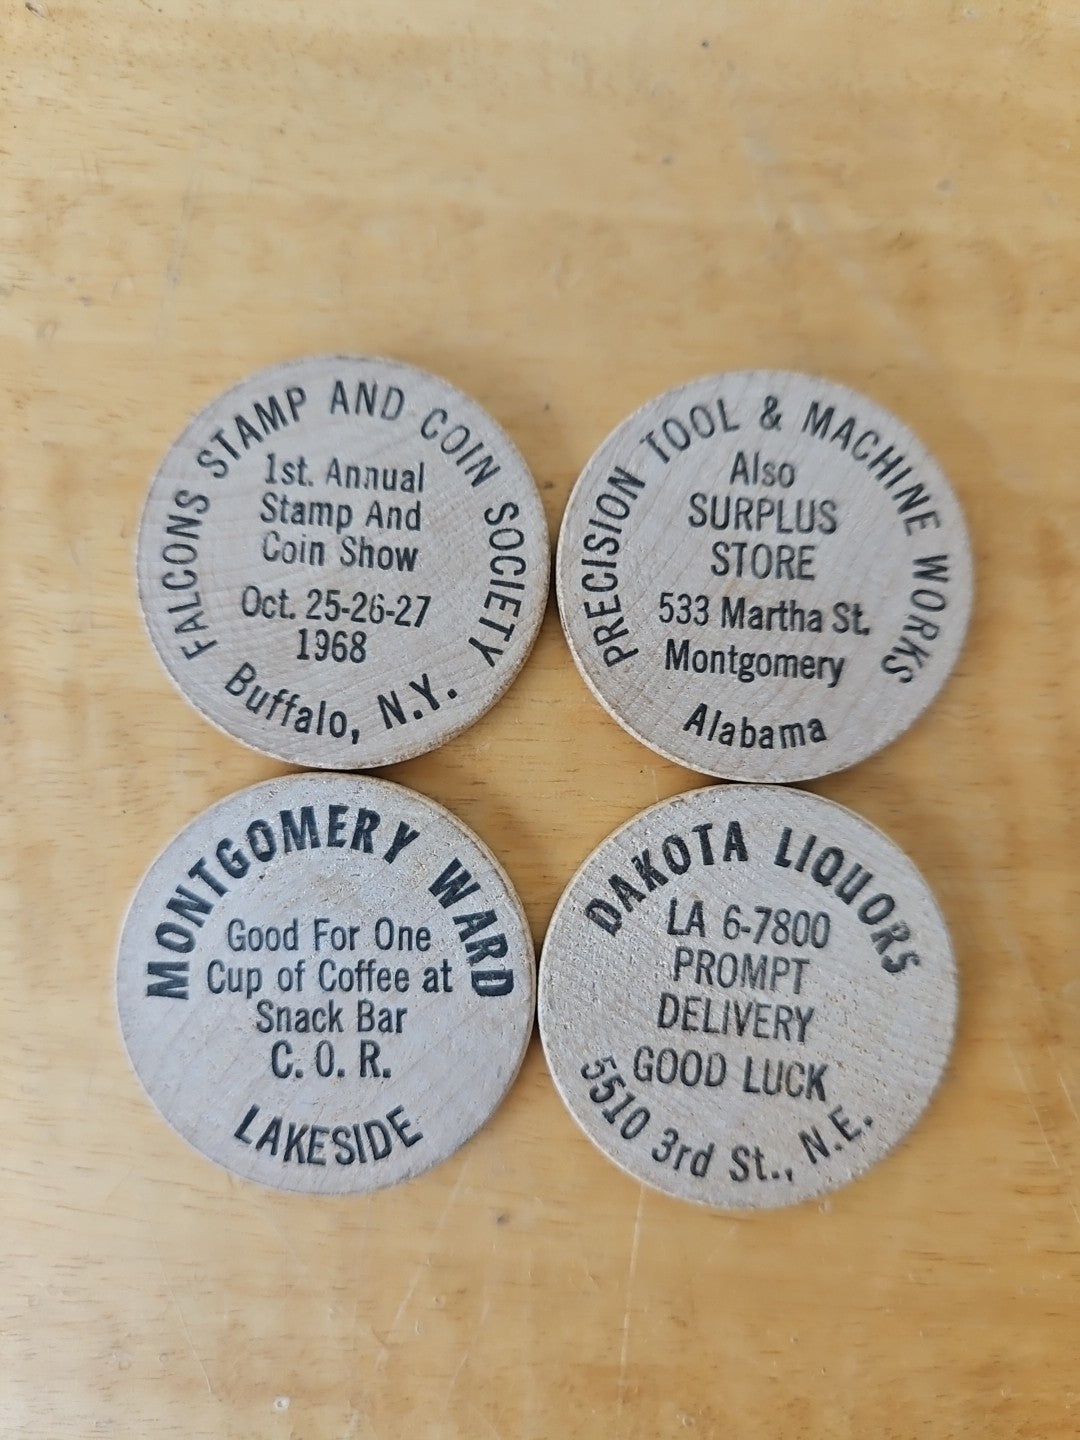 FALCONS STAMP AND COIN SOCIETY
1st. Annual
Stamp And
Coin Show
Oct. 25-26-27
1968
Buffalo, N.Y.
PRECISION TOOL & MACHINE WORKS
Also
SURPLUS
STORE
533 Martha St.
Montgomery
Alabama
MONTGOMERY WARD
Good For One
Cup of Coffee at
Snack Bar
C. O. R.
LAKESIDE
DAKOTA LIQUORS
LA 6-7800
PROMPT
DELIVERY
GOOD LUCK
5510 3rd St., N.E.